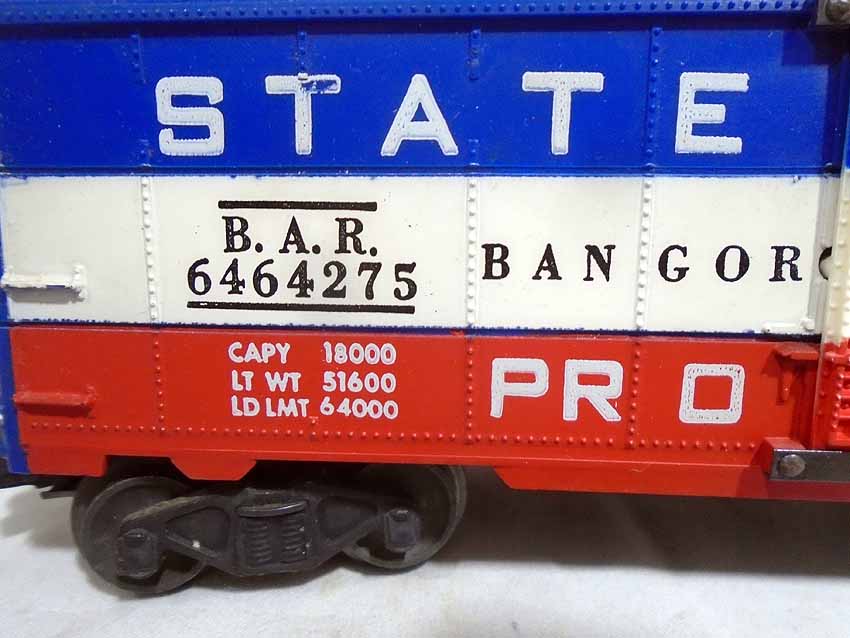 STATE
B. A. R.
6464275
BANGOR
CAPY 18000
LT WT 51600
LD LMT 64000
PRO